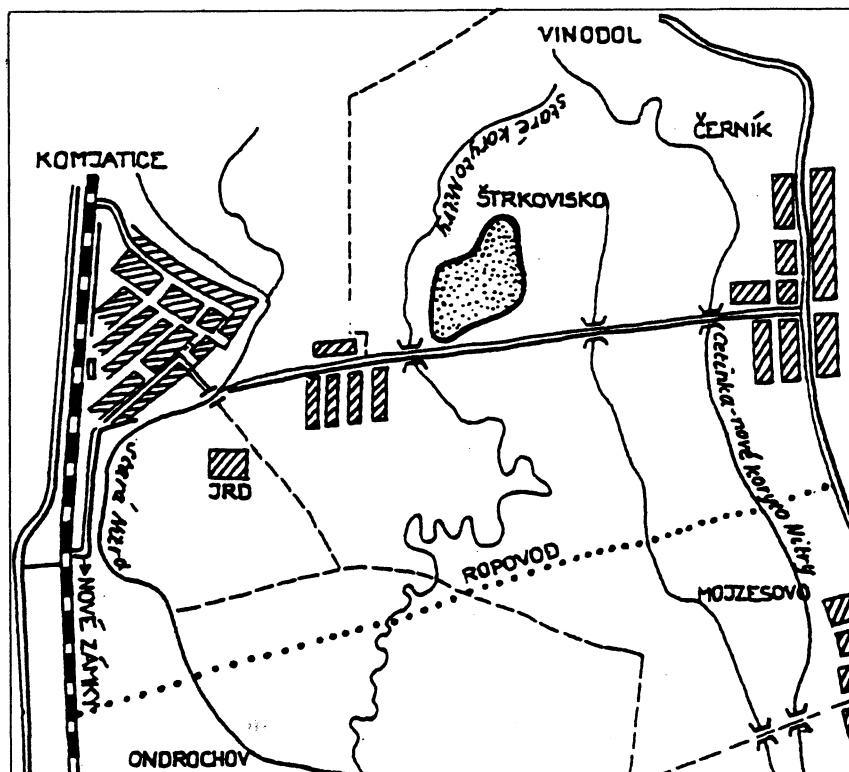 VINODOL
ČERNÍK
KOMJATICE
staré koryto Nitry
ŠTRKOVISKO
Cetinka-nové koryto Nitry
Stará Nitra
JRD
ROPOVOD
MOJZESOVO
NOVÉ ZÁMKY
ONDROCHOV